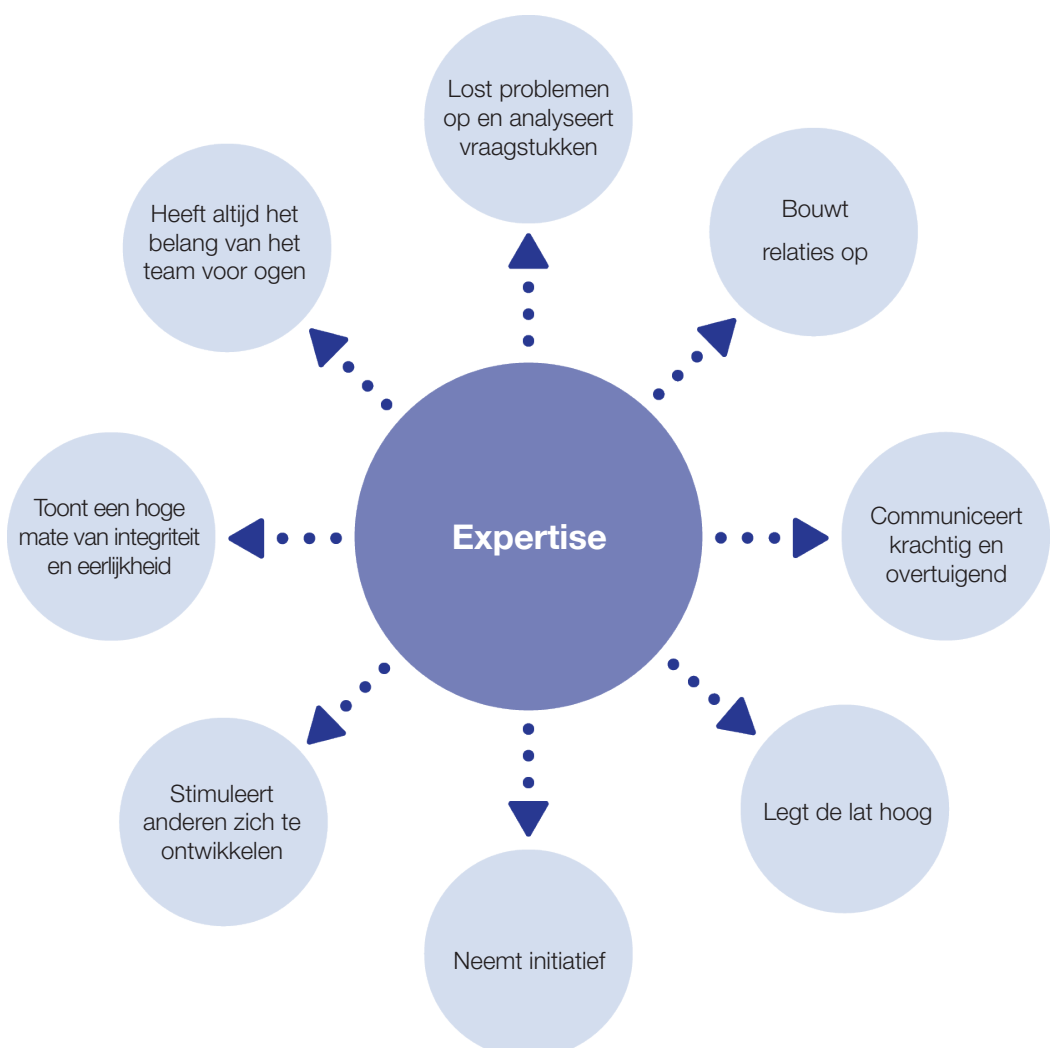 Lost problemen
op en analyseert
vraagstukken
Bouwt
relaties op
Heeft altijd het
belang van het
team voor ogen
Expertise
Toont een hoge
mate van integriteit
en eerlijkheid
Communiceert
krachtig en
overtuigend
Stimuleert
anderen zich te
ontwikkelen
Legt de lat hoog
Neemt initiatief